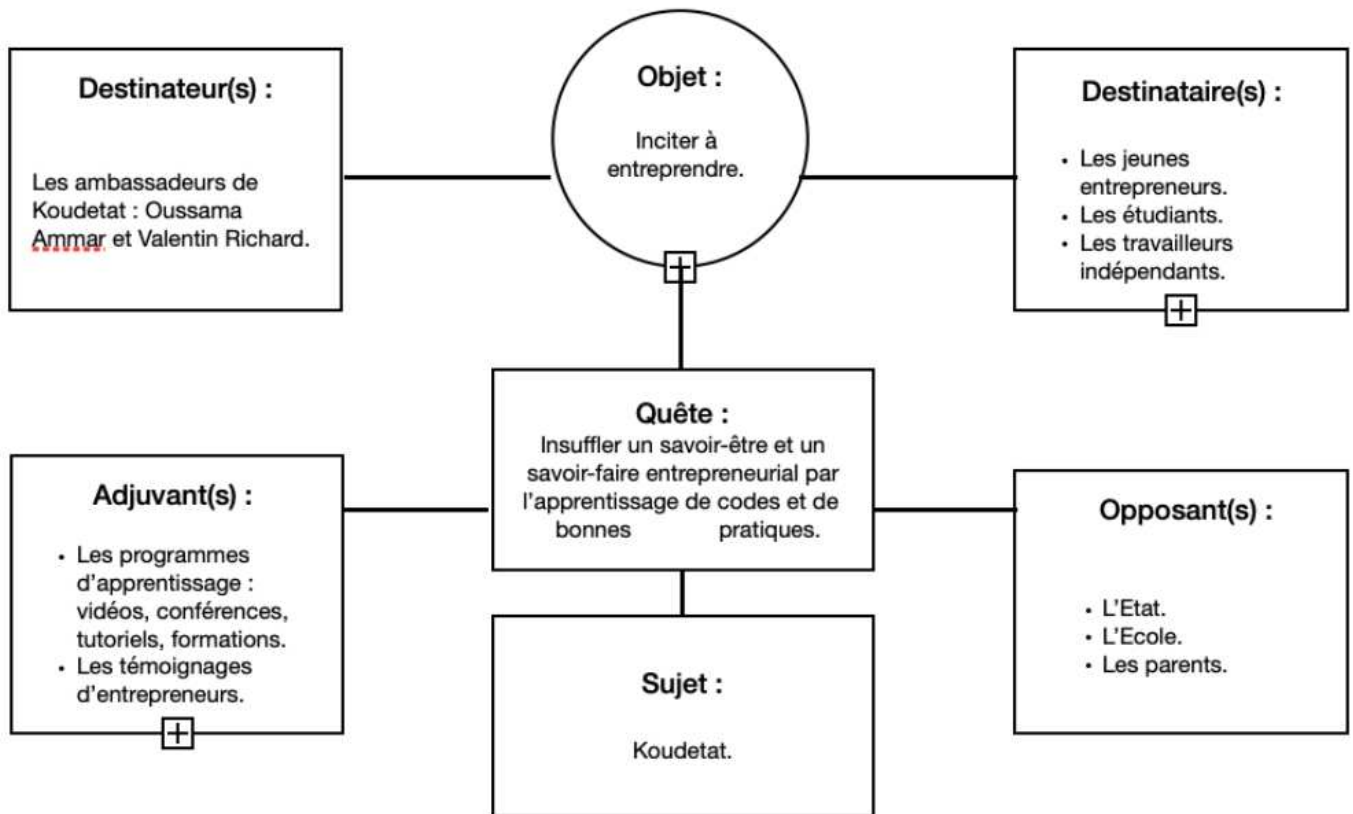 Destinateur(s) :
Les ambassadeurs de
Koudetat : Oussama
Ammar et Valentin Richard.
Objet :
Inciter à
entreprendre.
Destinataire(s) :
• Les jeunes
entrepreneurs.
• Les étudiants.
• Les travailleurs
indépendants.
Quête :
Insuffler un savoir-être et un
savoir-faire entrepreneurial par
l'apprentissage de codes et de
bonnes pratiques.
Adjuvant(s) :
• Les programmes
d'apprentissage :
vidéos, conférences,
tutoriels, formations.
• Les témoignages
d'entrepreneurs.
Opposant(s) :
• L'Etat.
• L'Ecole.
• Les parents.
Sujet :
Koudetat.